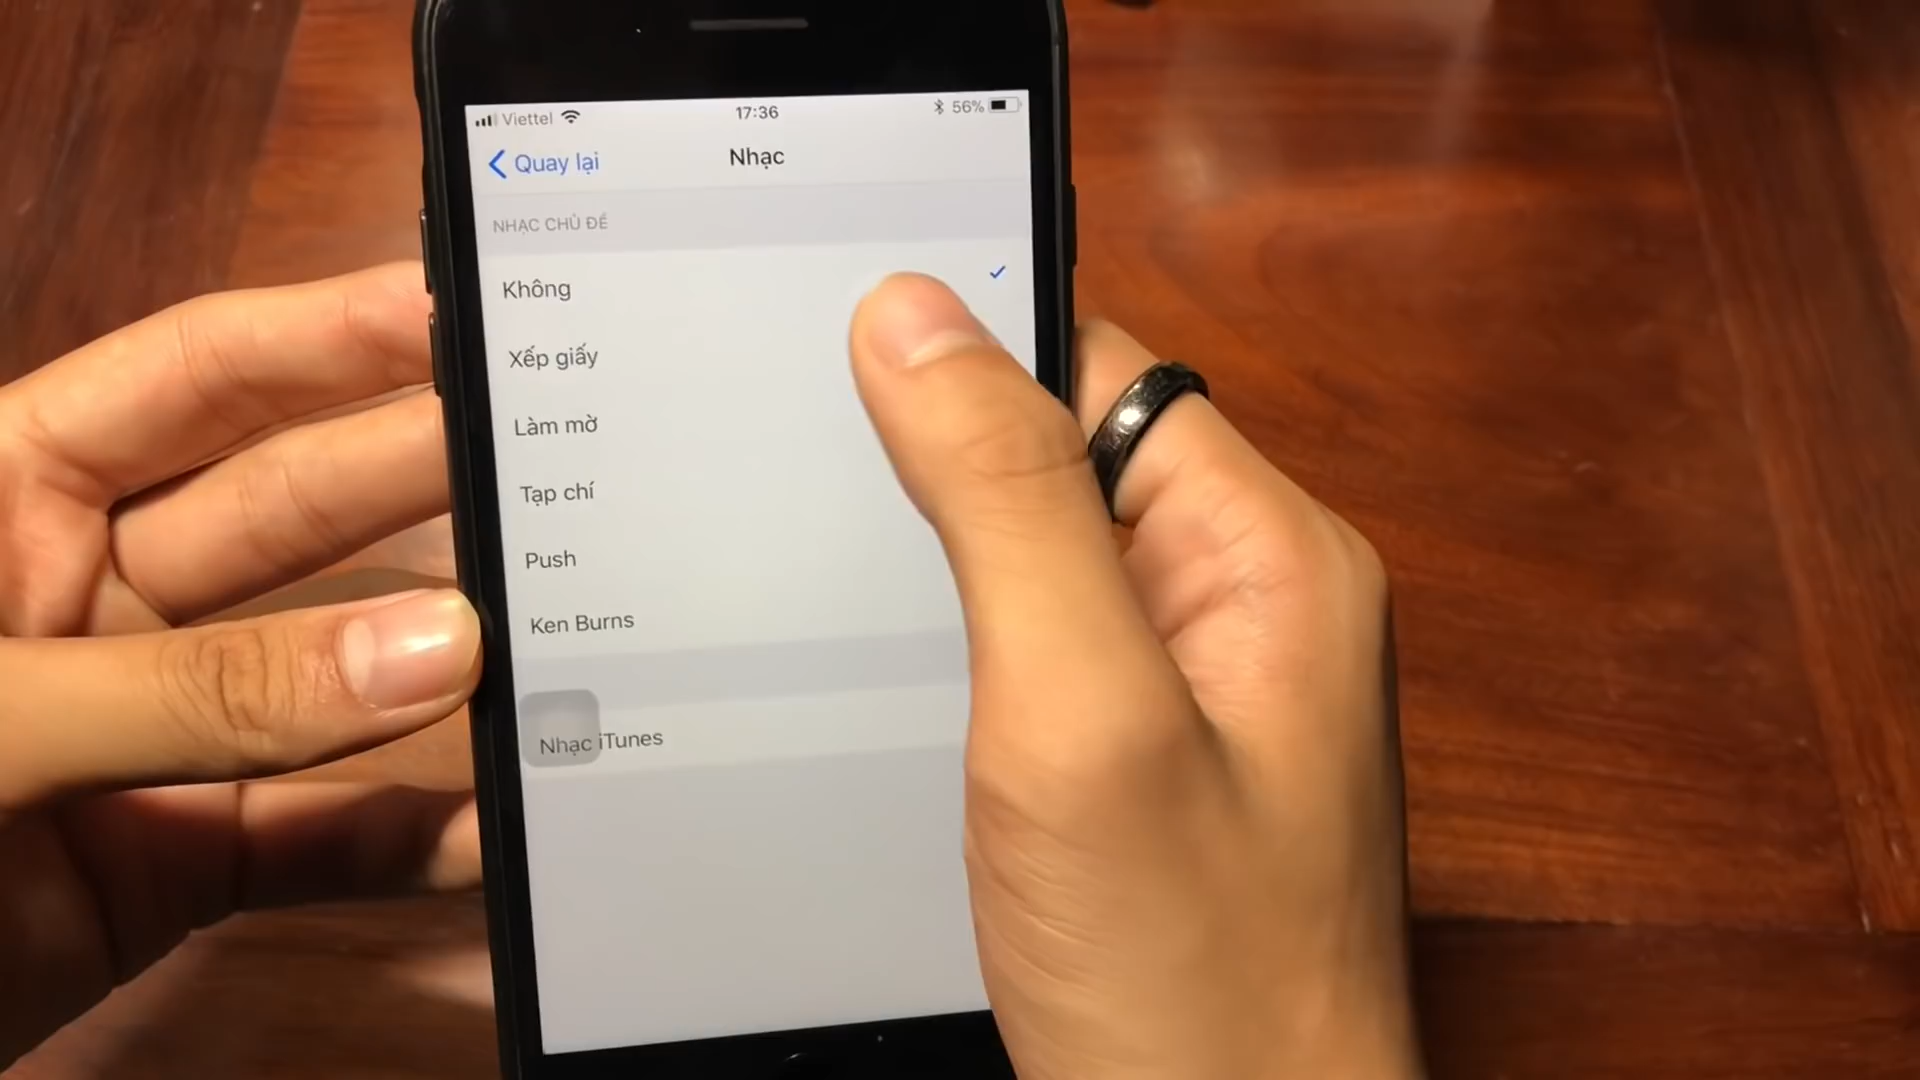 Viettel 17:36 56%
Quay lại Nhạc
NHẠC CHỦ ĐỀ
Không
Xếp giấy
Làm mờ
Tạp chí
Push
Ken Burns
Nhạc iTunes